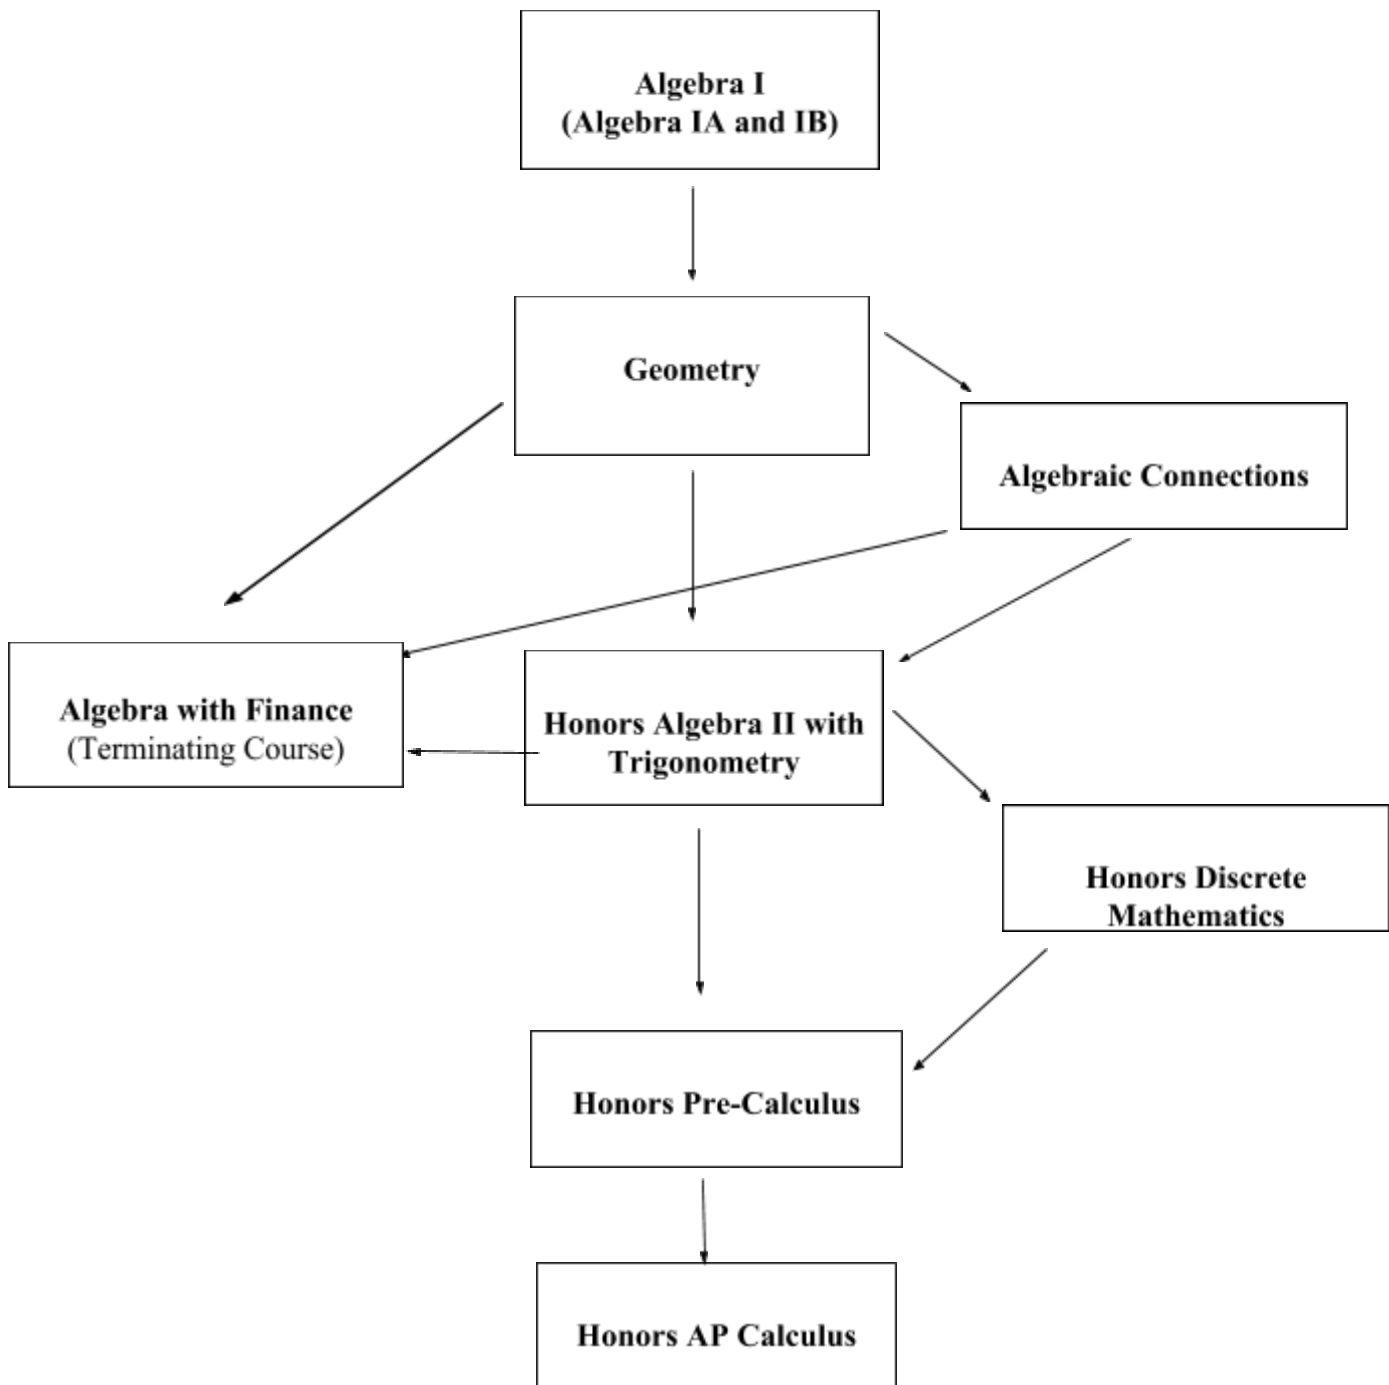 Algebra I
(Algebra IA and IB)
Geometry
Algebraic Connections
Algebra with Finance
(Terminating Course)
Honors Algebra II with
Trigonometry
Honors Discrete
Mathematics
Honors Pre-Calculus
Honors AP Calculus